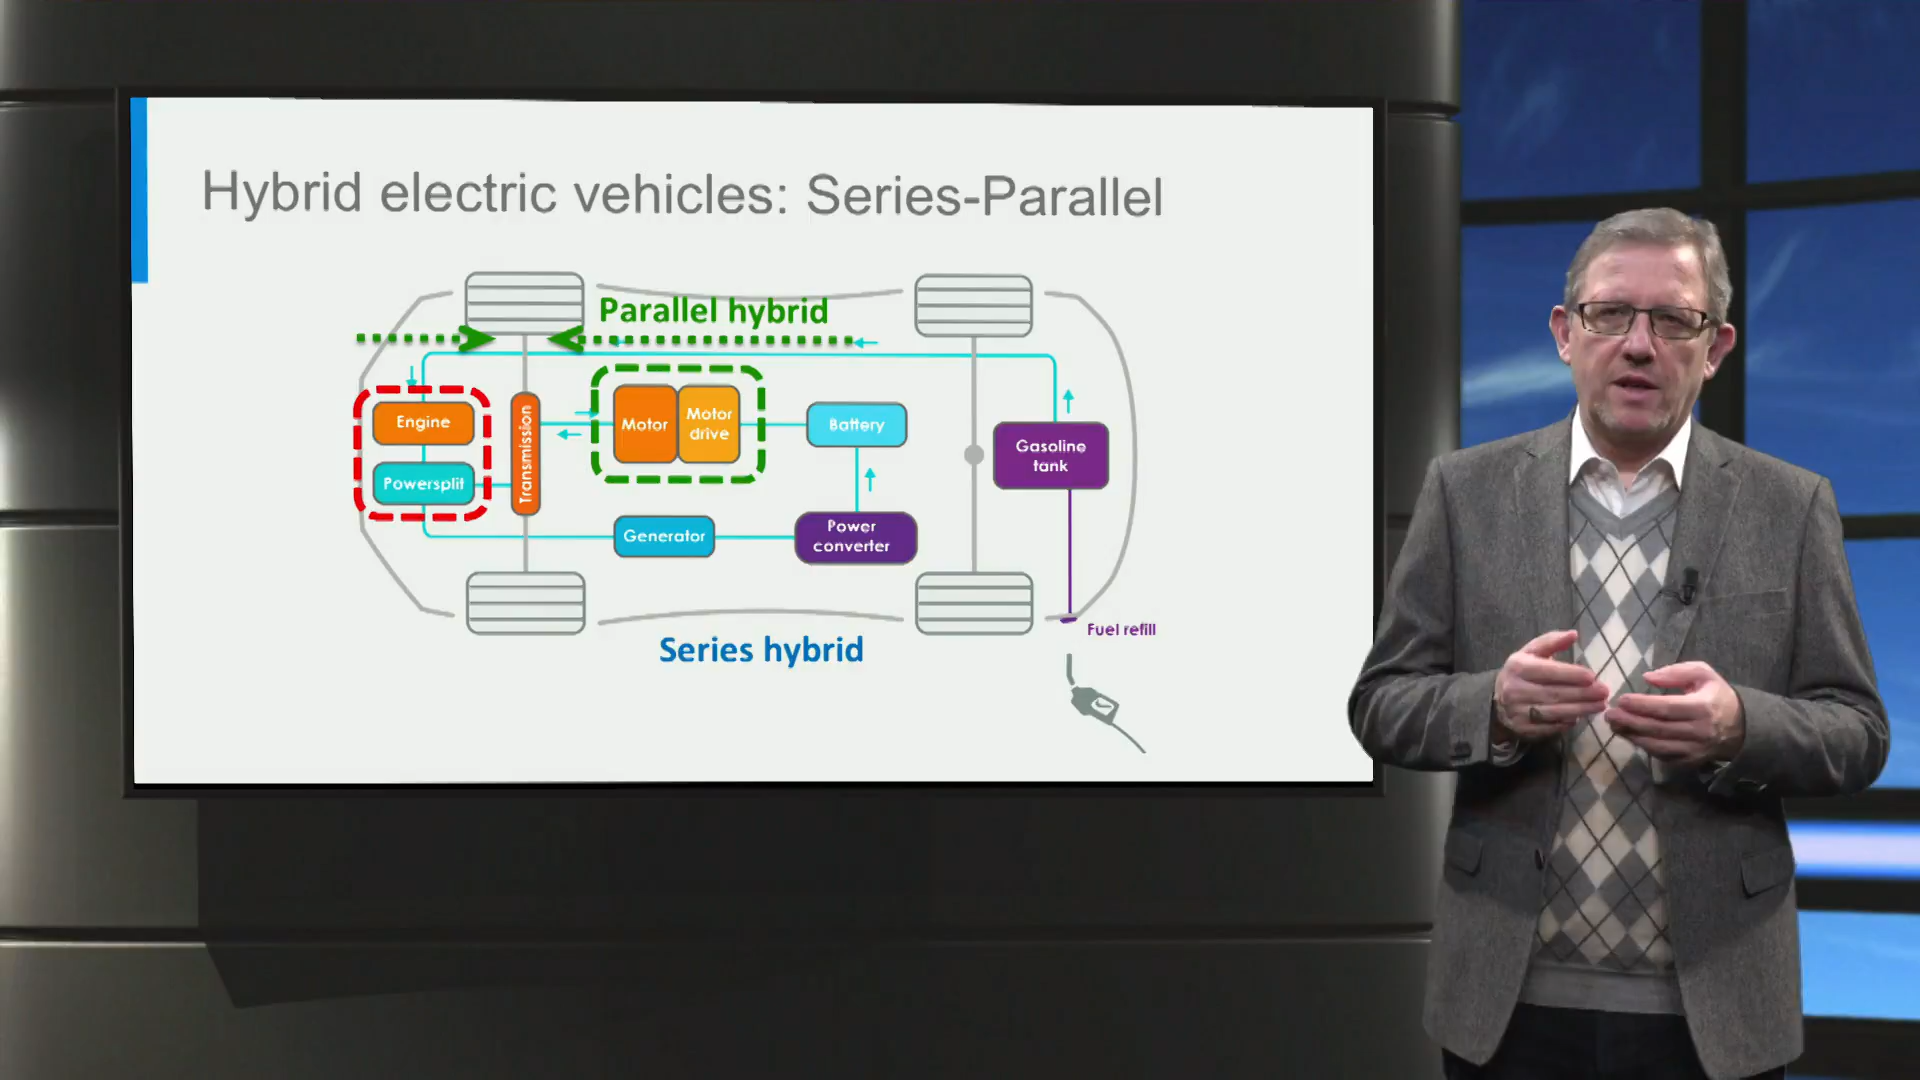 Hybrid electric vehicles: Series-Parallel
Parallel hybrid
Engine
Powersplit
Transmission
Motor
Motor
drive
Battery
Gasoline
tank
Generator
Power
converter
Fuel refill
Series hybrid